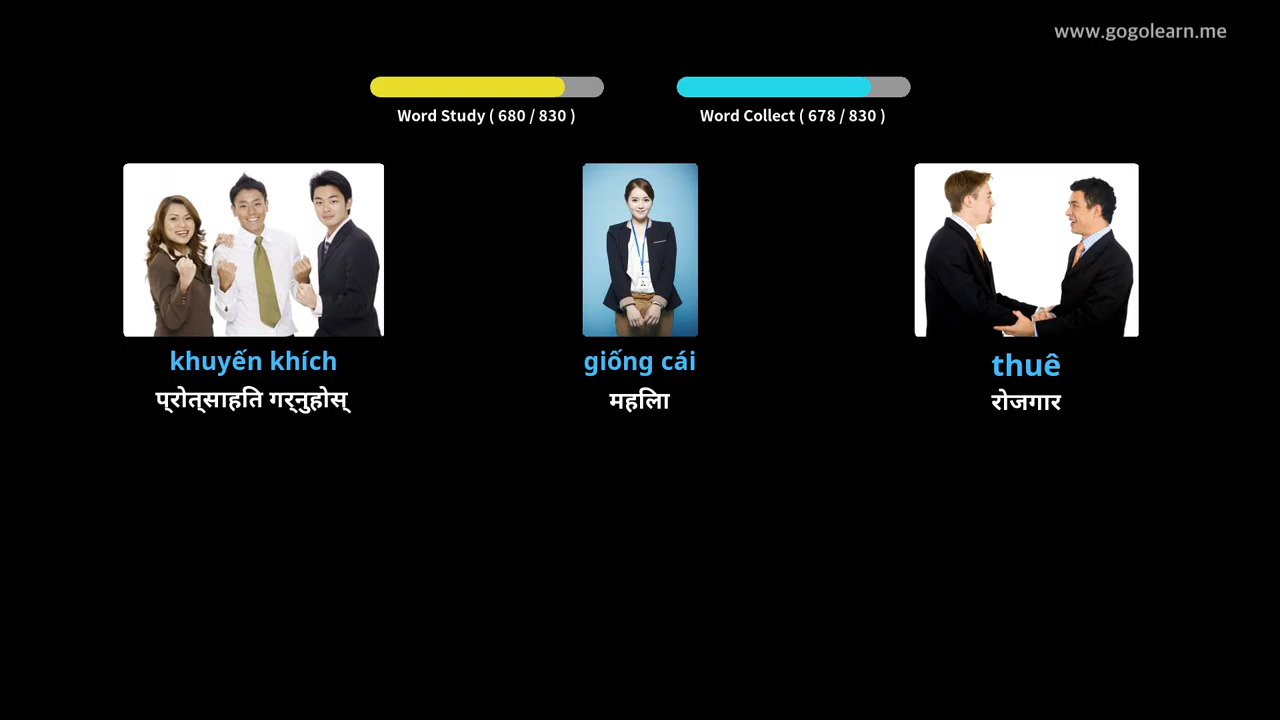 www.gogolearn.me
Word Study ( 680 / 830 )
Word Collect ( 678 / 830 )
khuyến khích
प्रोत्साहित गर्नुहोस्
giống cái
महिला
thuê
रोजगार